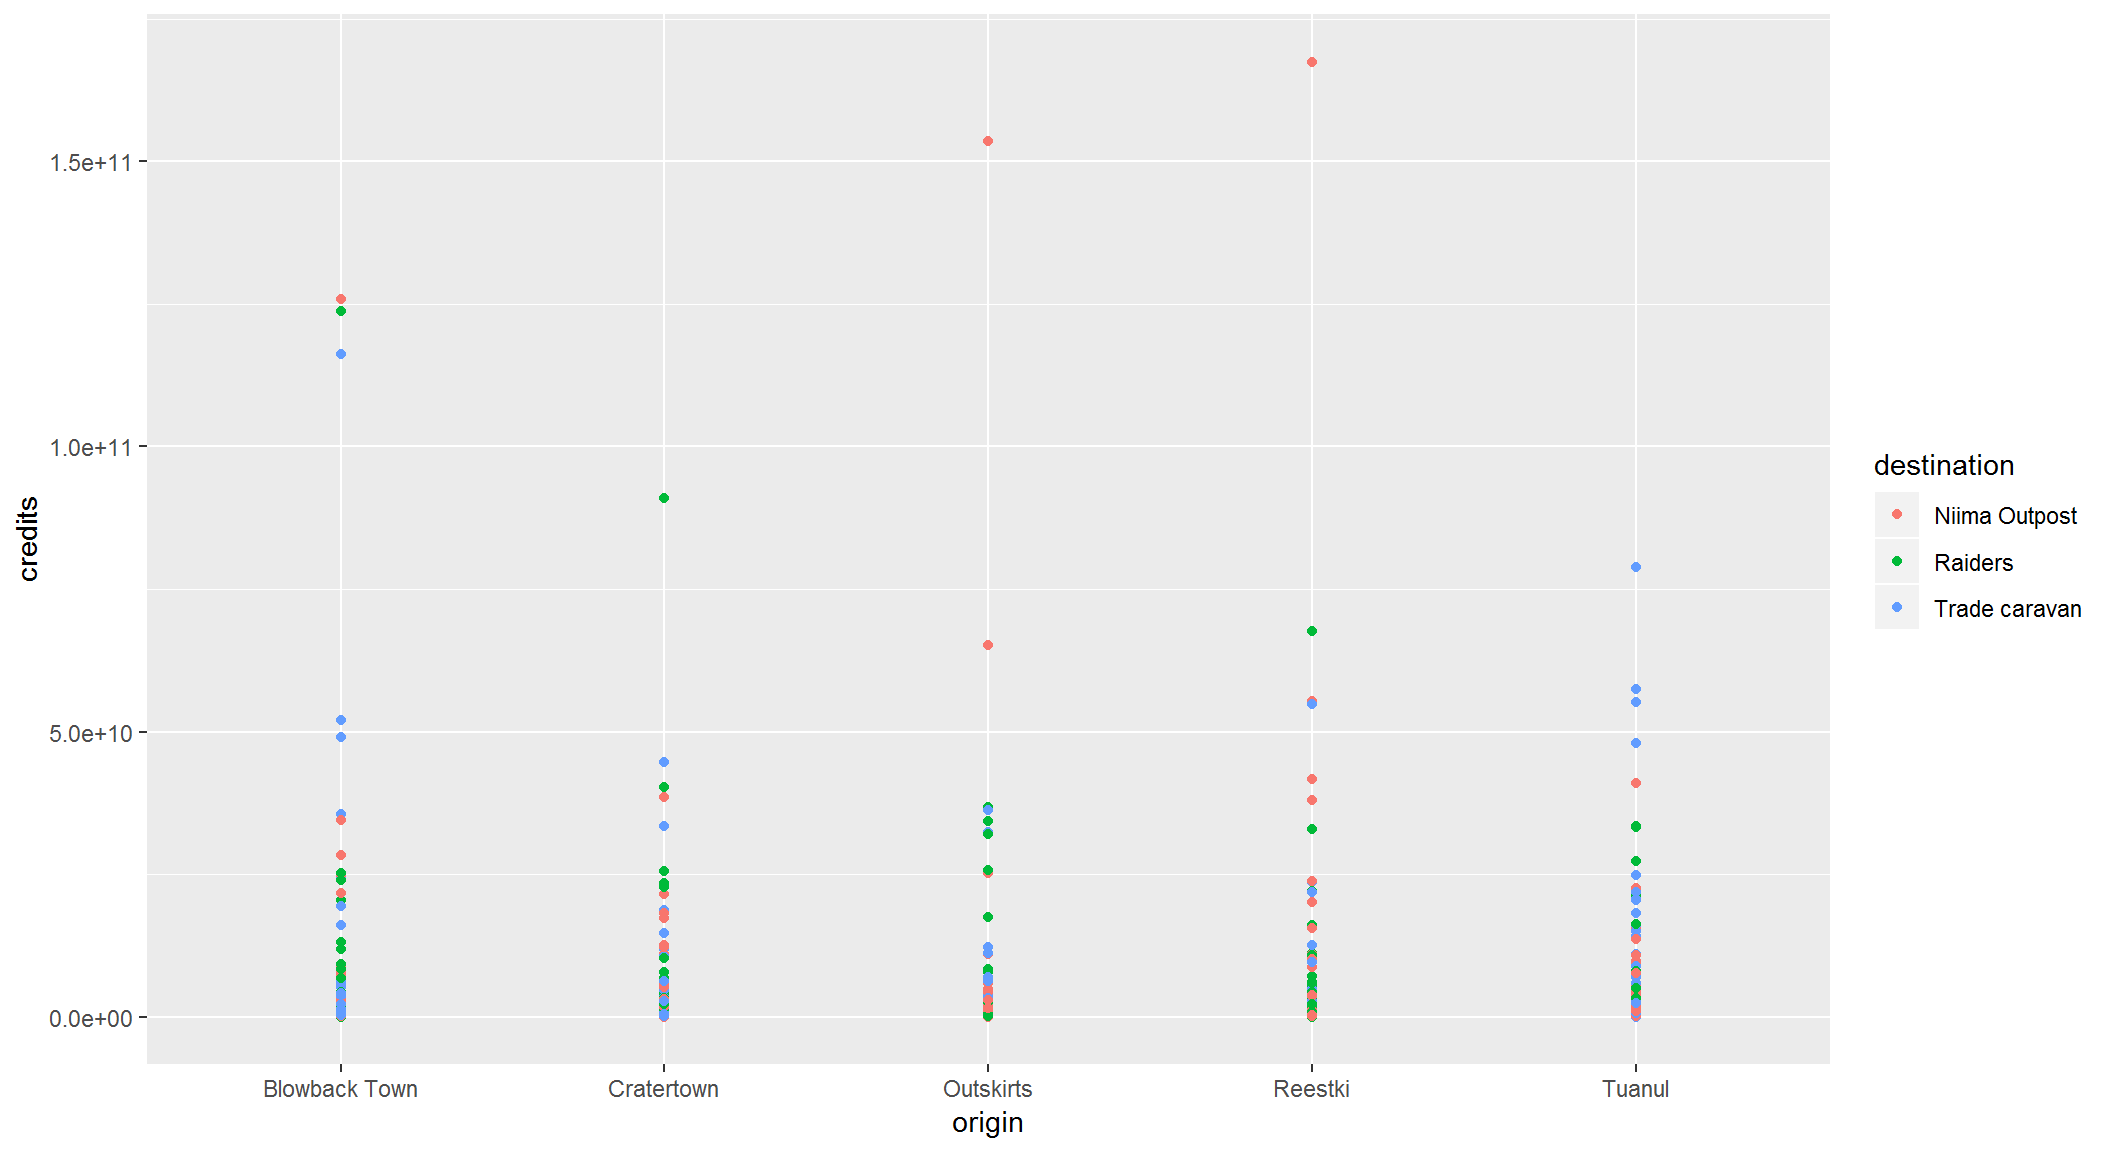 1.5e+11
1.0e+11
5.0e+10
0.0e+00
credits
Blowback Town
Cratertown
Outskirts
Reestki
Tuanul
origin
destination
Niima Outpost
Raiders
Trade caravan